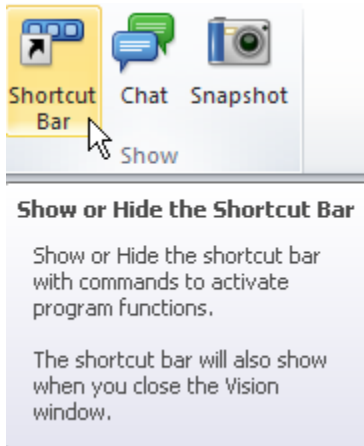 Shortcut Bar
Chat
Snapshot
Show
Show or Hide the Shortcut Bar
Show or Hide the shortcut bar
with commands to activate
program functions.
The shortcut bar will also show
when you close the Vision
window.